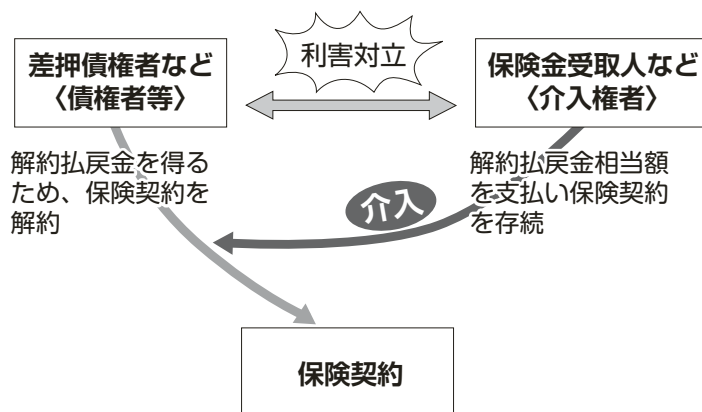 利害対立
差押債権者など
〈債権者等〉
保険金受取人など
〈介入権者〉
解約払戻金を得る
ため、保険契約を
解約
解約払戻金相当額
を支払い保険契約
を存続
介入
保険契約